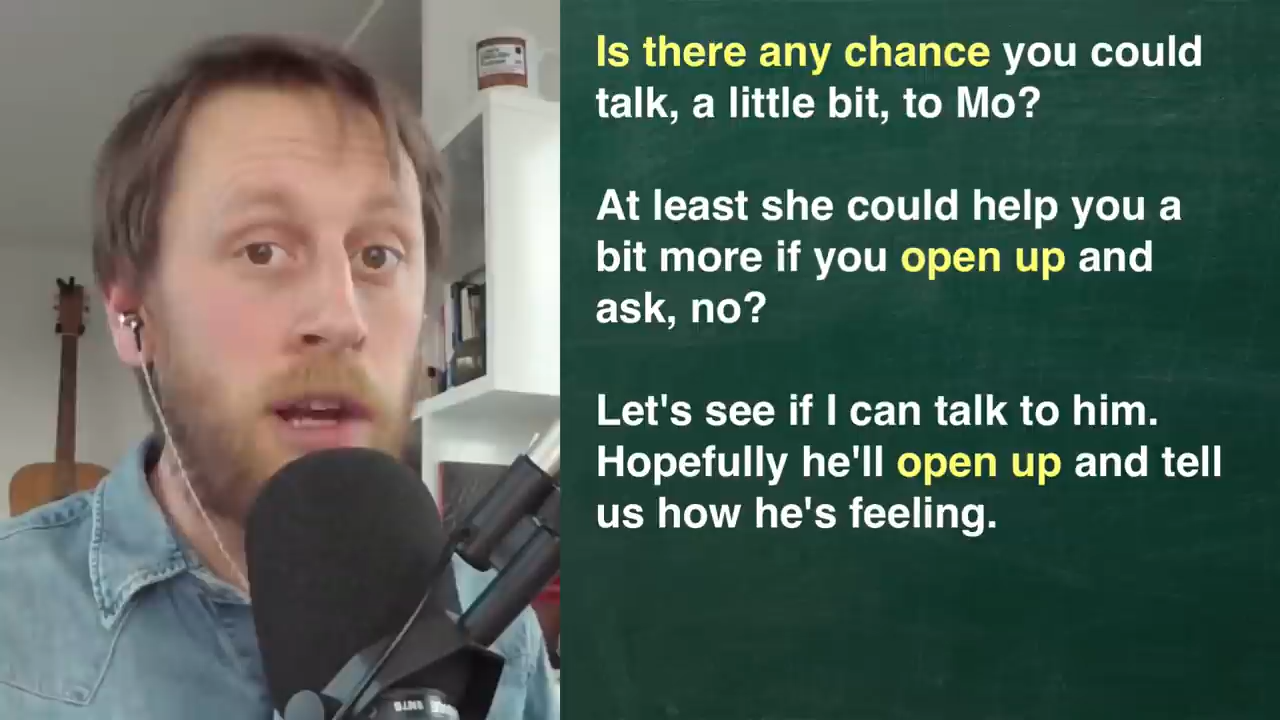 Is there any chance you could
talk, a little bit, to Mo?
At least she could help you a
bit more if you open up and
ask, no?
Let's see if I can talk to him.
Hopefully he'll open up and tell
us how he's feeling.